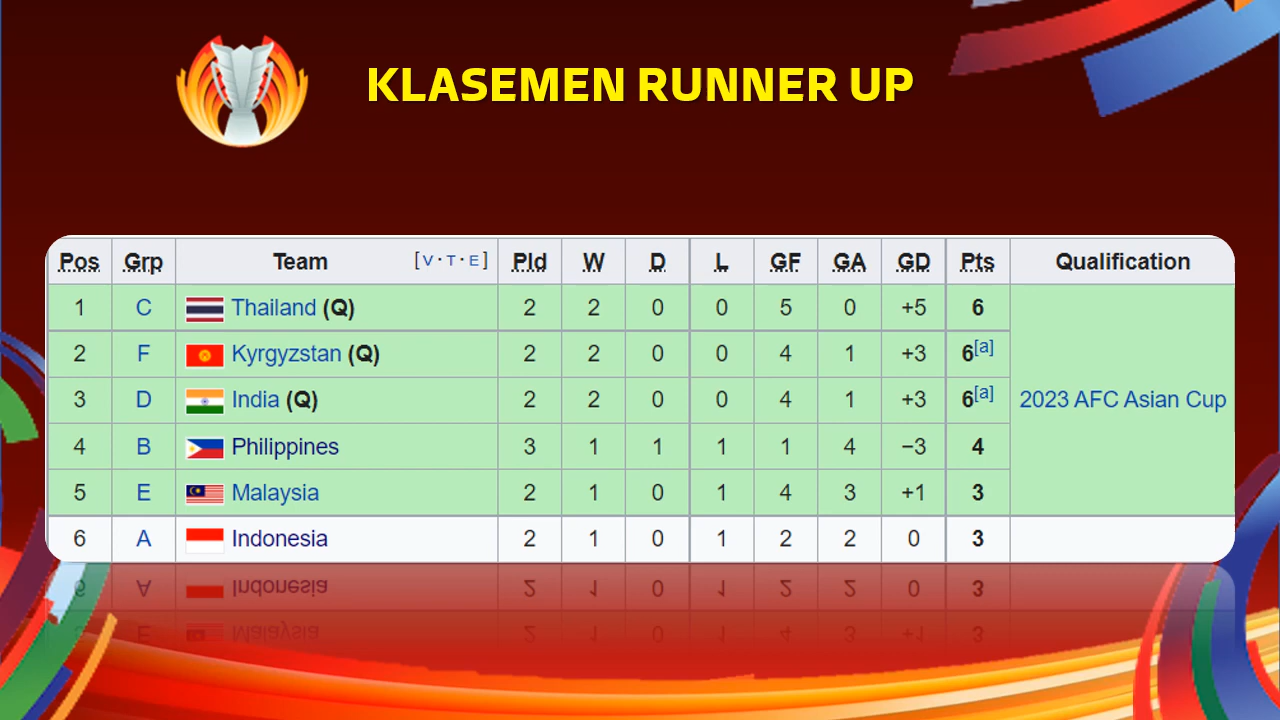 KLASEMEN RUNNER UP
Pos Grp Team [V·T·E] Pld W D L GF GA GD Pts Qualification
1 C Thailand (Q) 2 2 0 0 5 0 +5 6
2 F Kyrgyzstan (Q) 2 2 0 0 4 1 +3 6[a]
3 D India (Q) 2 2 0 0 4 1 +3 6[a] 2023 AFC Asian Cup
4 B Philippines 3 1 1 1 1 4 −3 4
5 E Malaysia 2 1 0 1 4 3 +1 3
6 A Indonesia 2 1 0 1 2 2 0 3